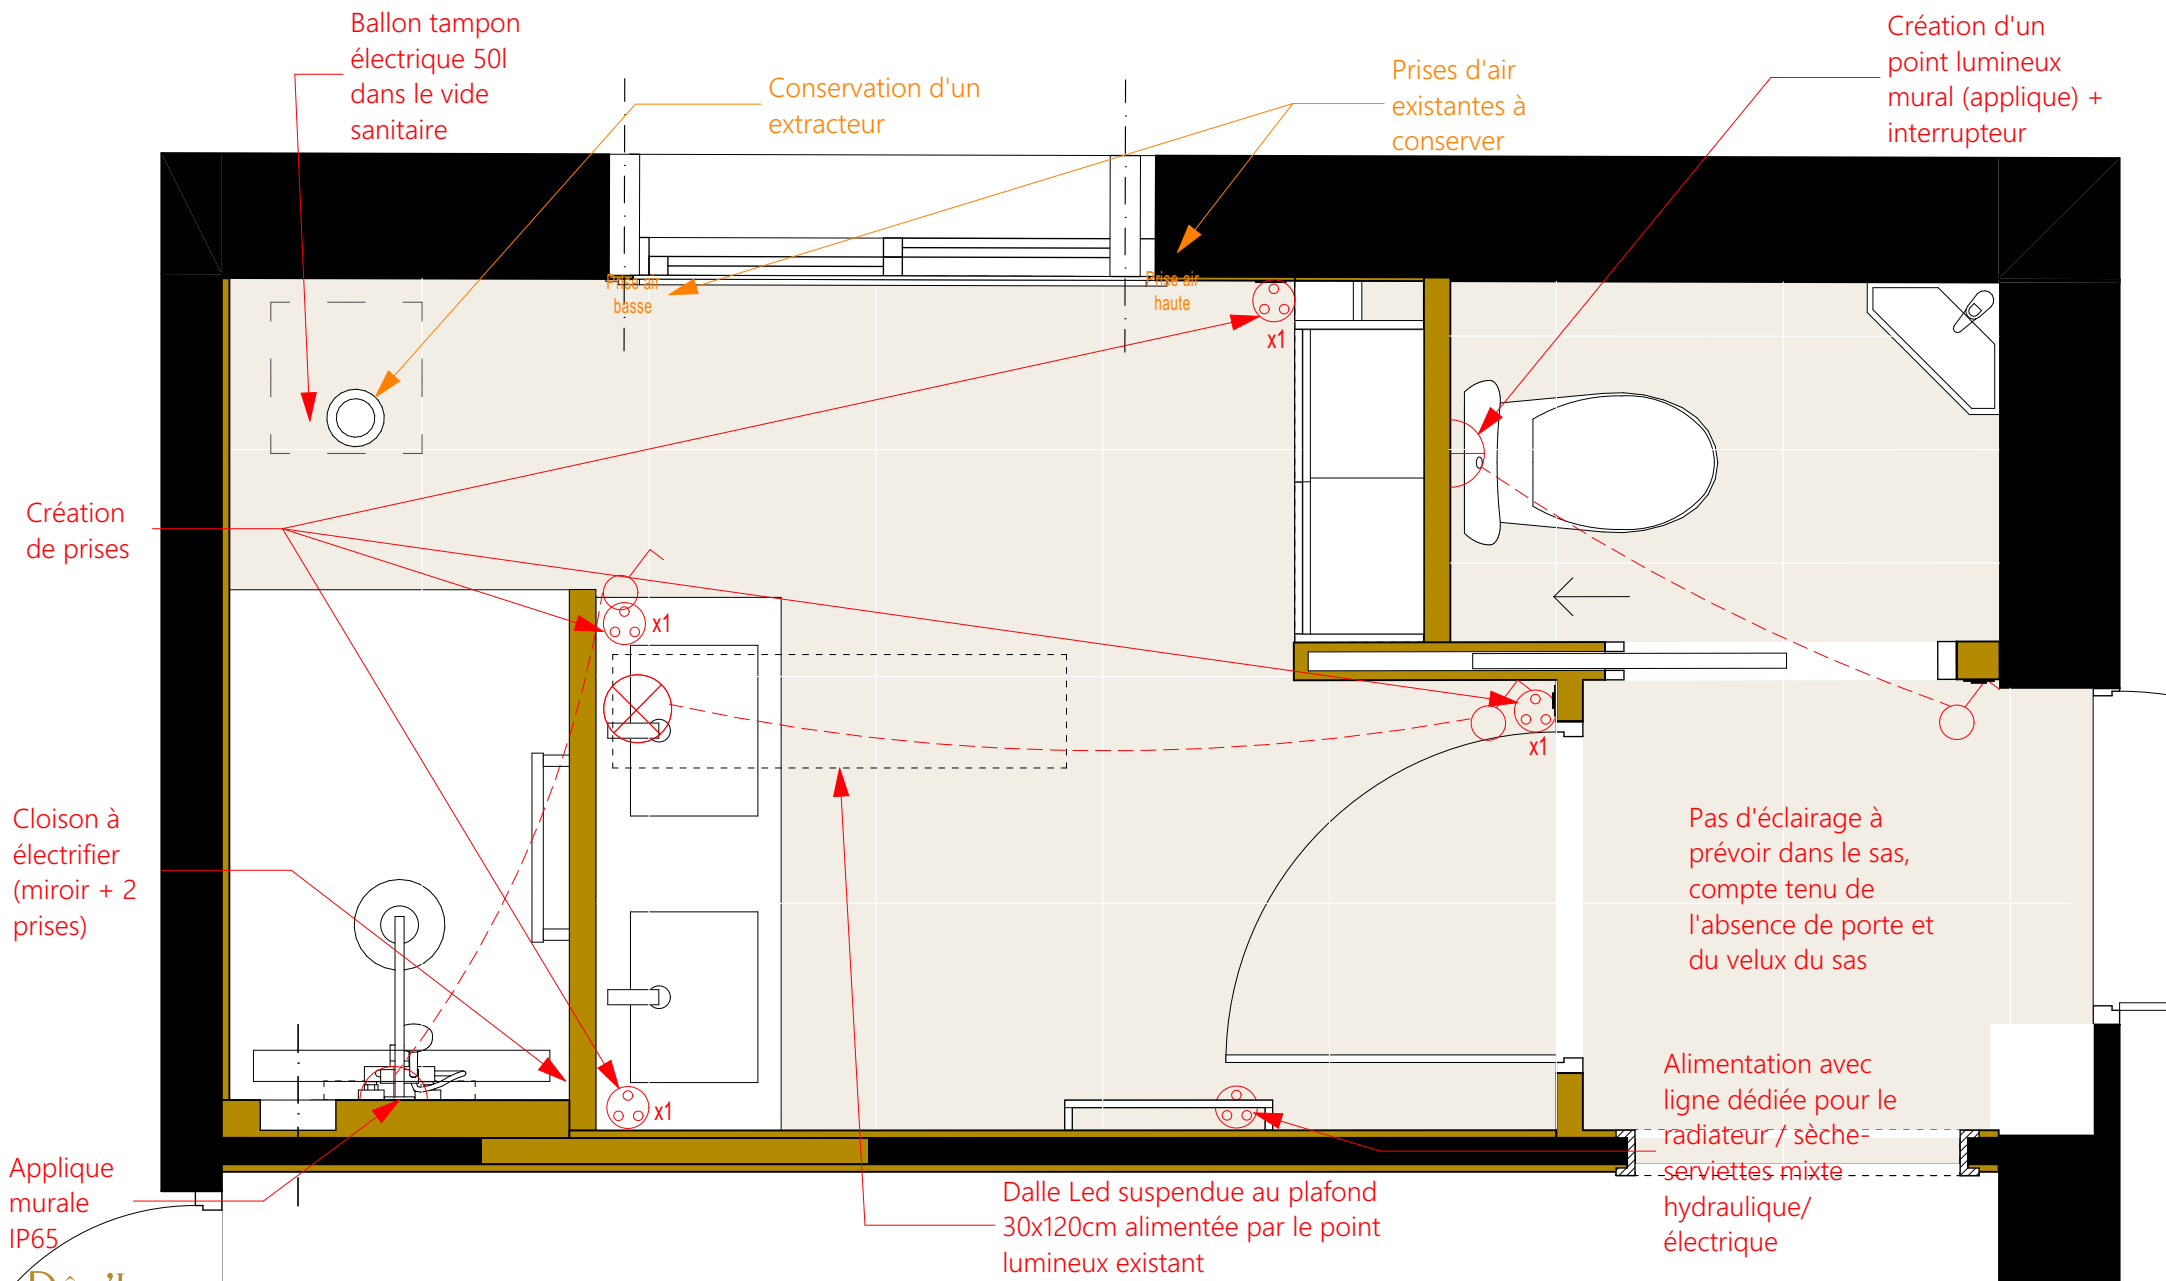 Ballon tampon
électrique 50l
dans le vide
sanitaire
Conservation d'un
extracteur
Prises d'air
existantes à
conserver
Création d'un
point lumineux
mural (applique) +
interrupteur
Prise air
basse
Prise air
haute
x1
Création
de prises
x1
x1
Cloison à
électrifier
(miroir + 2
prises)
Pas d'éclairage à
prévoir dans le sas,
compte tenu de
l'absence de porte et
du velux du sas
x1
Alimentation avec
ligne dédiée pour le
radiateur / sèche-
serviettes mixte
hydraulique/
électrique
Applique
murale
IP65
Dalle Led suspendue au plafond
30x120cm alimentée par le point
lumineux existant